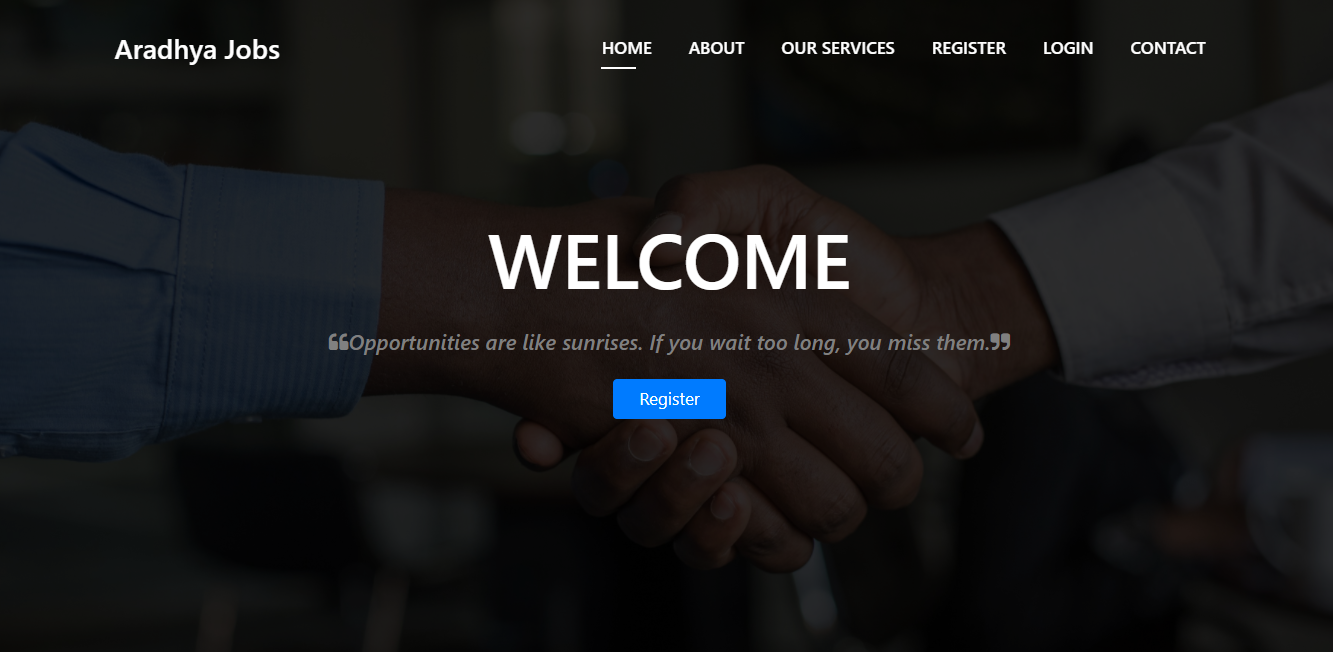 Aradhya Jobs
HOME ABOUT OUR SERVICES REGISTER LOGIN CONTACT
WELCOME
❝Opportunities are like sunrises. If you wait too long, you miss them.❞
Register